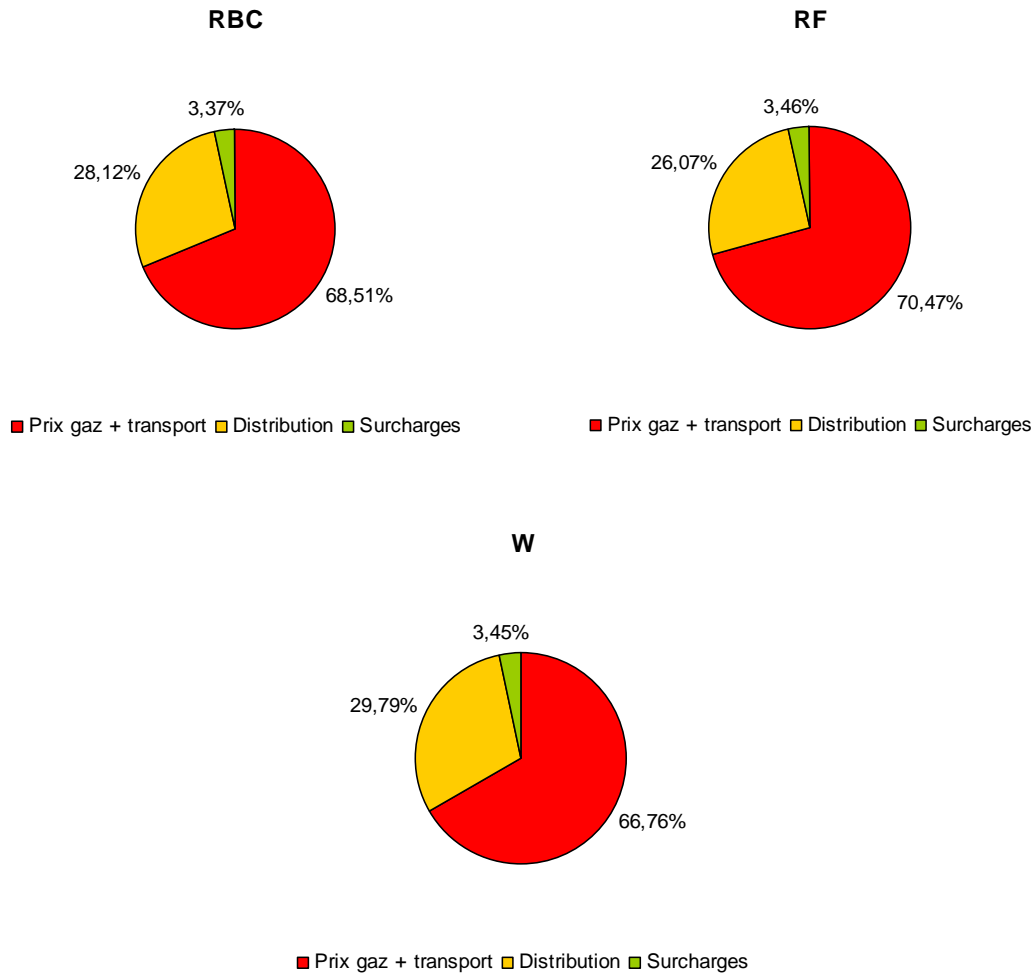 RBC
3,37%
28,12%
68,51%
Prix gaz + transport Distribution Surcharges
RF
3,46%
26,07%
70,47%
Prix gaz + transport Distribution Surcharges
W
3,45%
29,79%
66,76%
Prix gaz + transport Distribution Surcharges